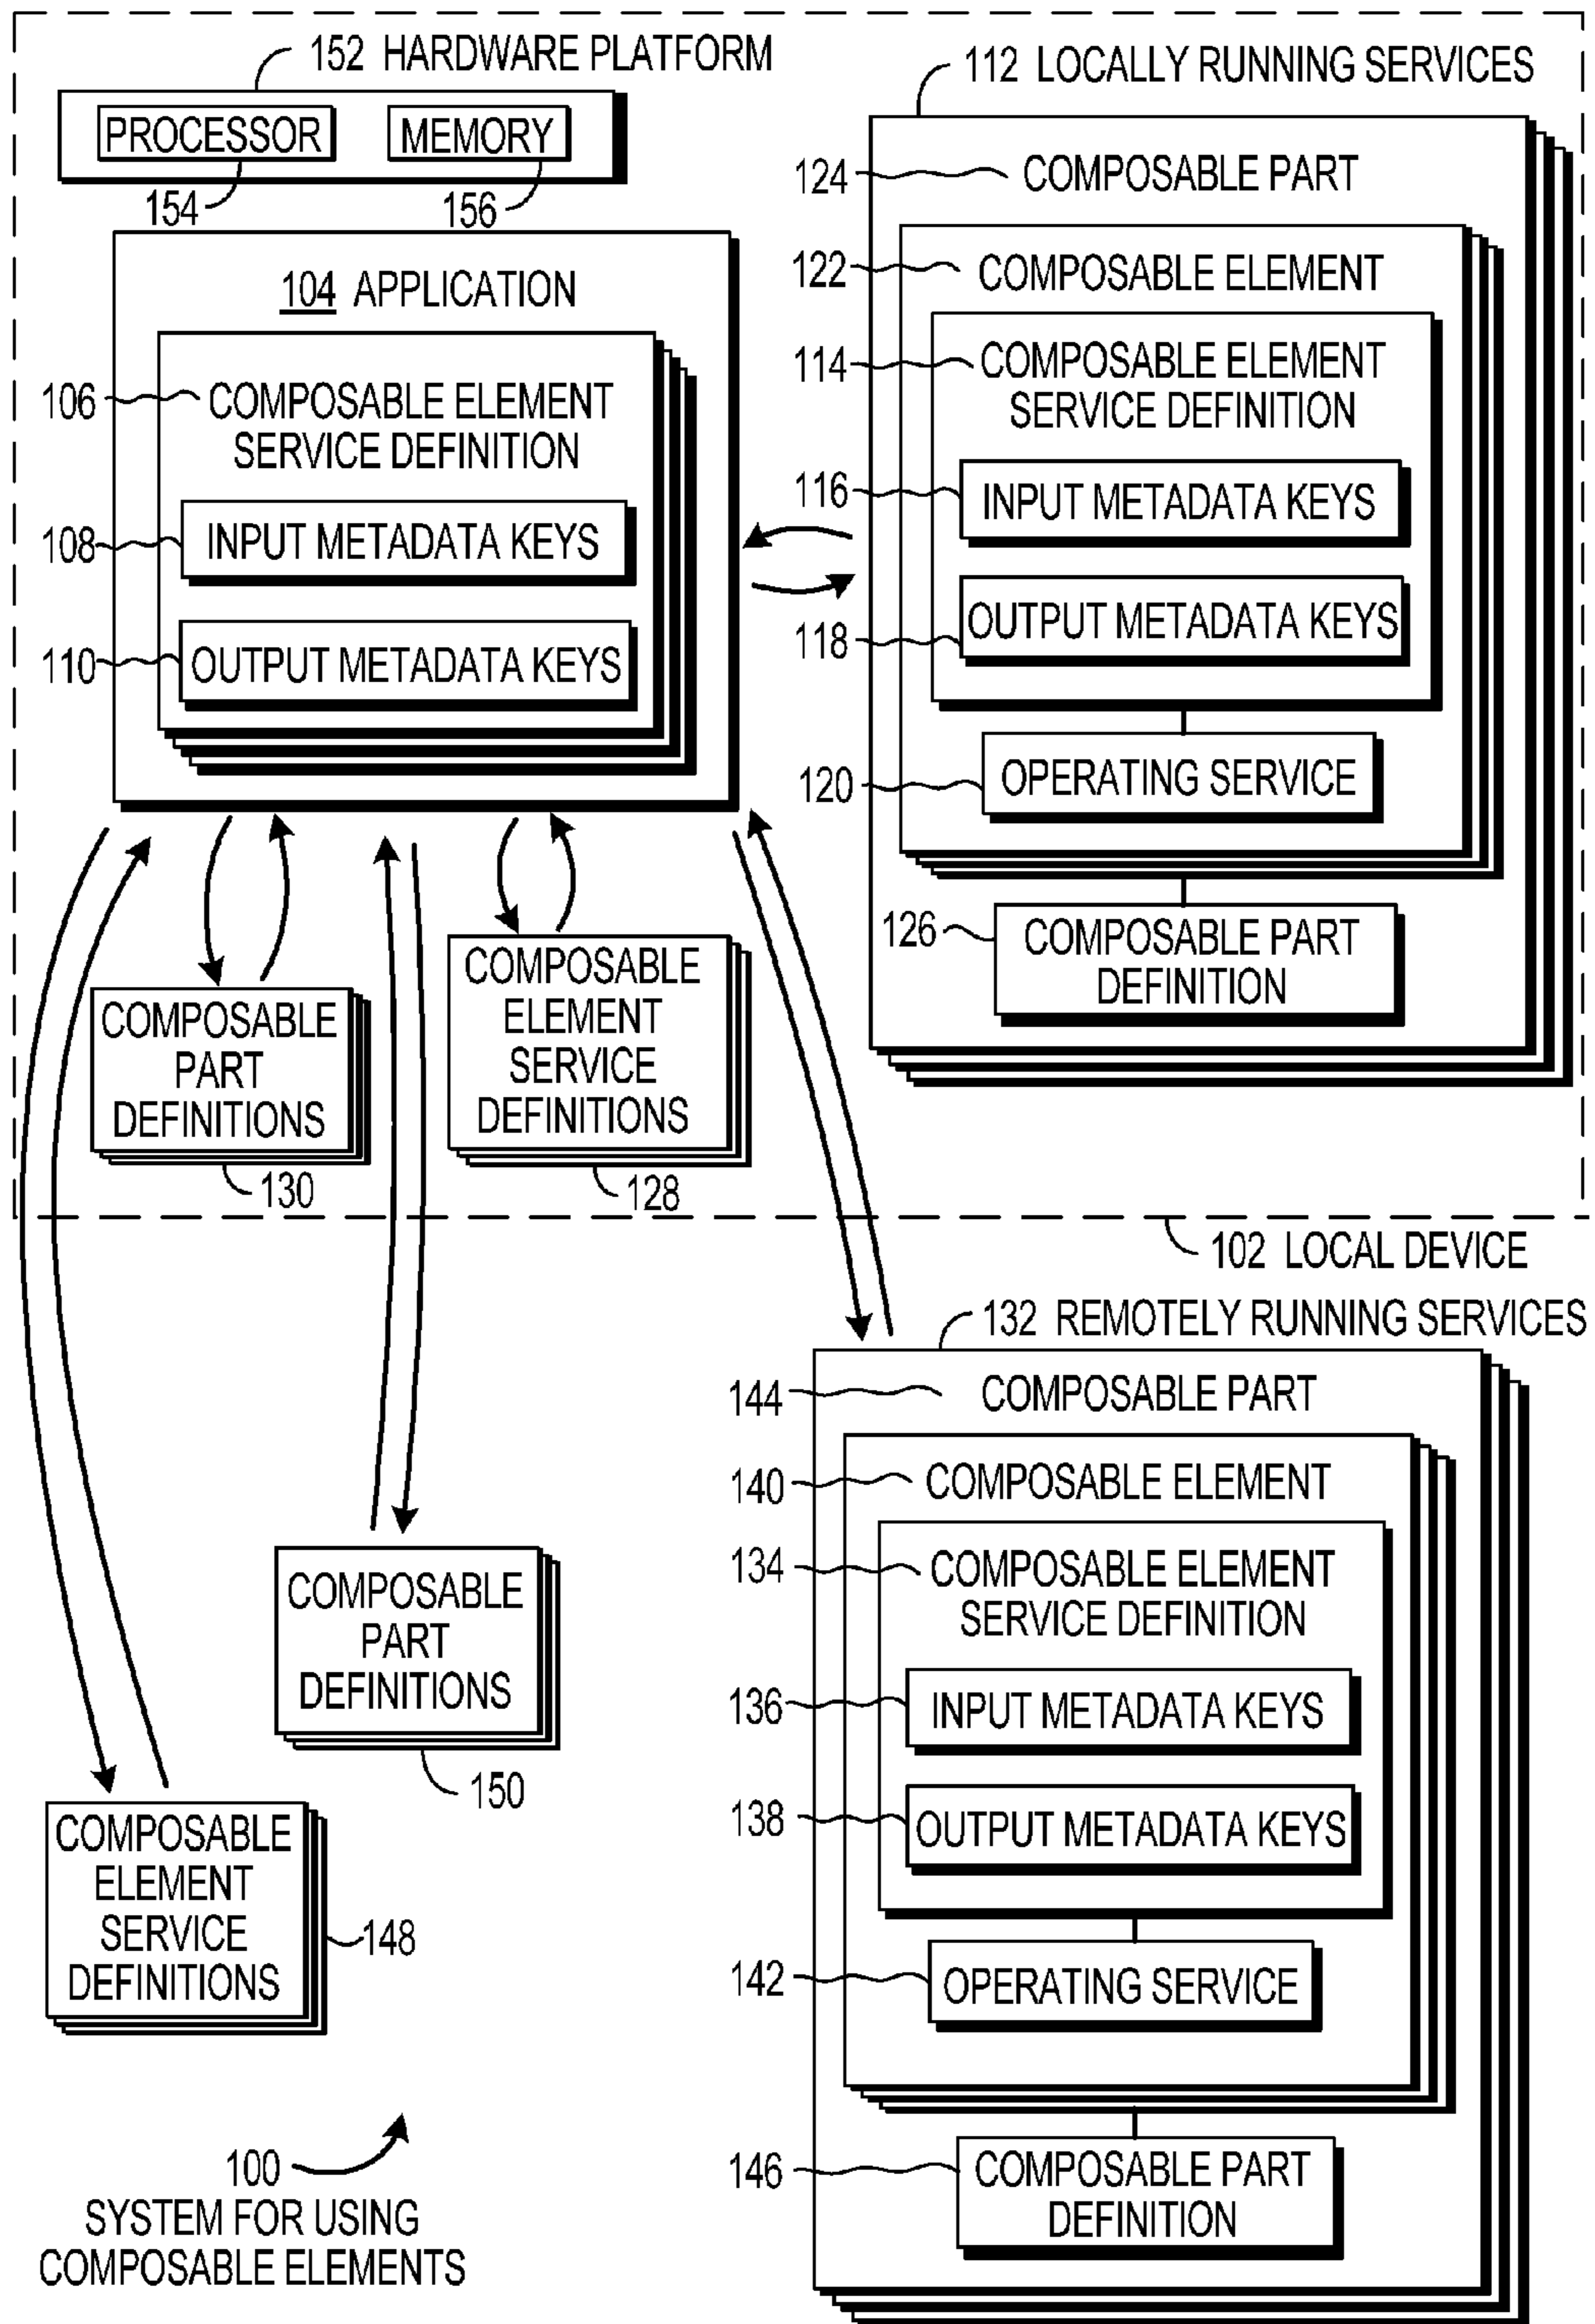 152 HARDWARE PLATFORM
PROCESSOR
MEMORY
154
156
104 APPLICATION
106
COMPOSABLE ELEMENT
SERVICE DEFINITION
108
INPUT METADATA KEYS
110
OUTPUT METADATA KEYS
112 LOCALLY RUNNING SERVICES
124
COMPOSABLE PART
122
COMPOSABLE ELEMENT
114
COMPOSABLE ELEMENT
SERVICE DEFINITION
116
INPUT METADATA KEYS
118
OUTPUT METADATA KEYS
120
OPERATING SERVICE
126
COMPOSABLE PART
DEFINITION
COMPOSABLE
PART
DEFINITIONS
130
COMPOSABLE
ELEMENT
SERVICE
DEFINITIONS
128
102 LOCAL DEVICE
132 REMOTELY RUNNING SERVICES
144
COMPOSABLE PART
140
COMPOSABLE ELEMENT
134
COMPOSABLE ELEMENT
SERVICE DEFINITION
136
INPUT METADATA KEYS
138
OUTPUT METADATA KEYS
142
OPERATING SERVICE
146
COMPOSABLE PART
DEFINITION
COMPOSABLE
PART
DEFINITIONS
150
COMPOSABLE
ELEMENT
SERVICE
DEFINITIONS
148
100
SYSTEM FOR USING
COMPOSABLE ELEMENTS